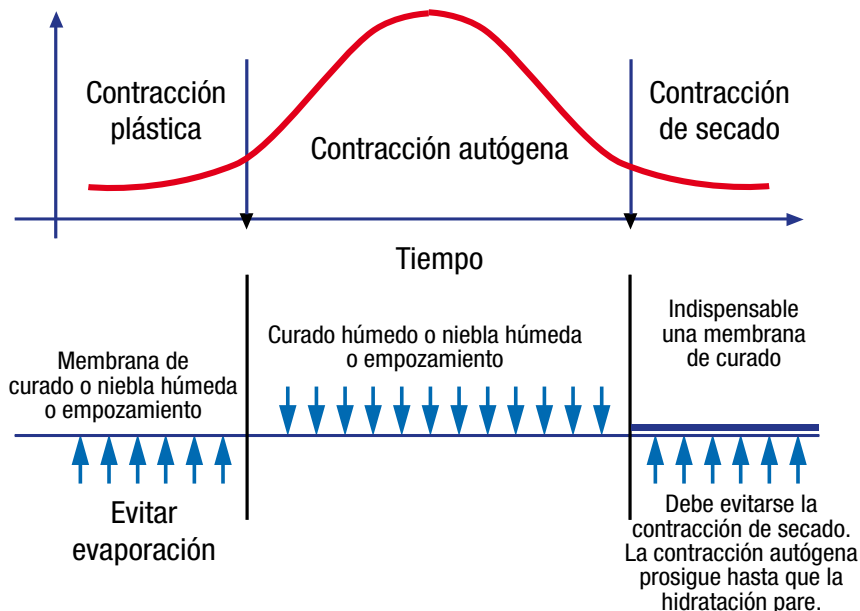 Contracción
plástica
Contracción autógena
Contracción
de secado
Tiempo
Membrana de
curado o niebla húmeda
o empozamiento
Curado húmedo o niebla húmeda
o empozamiento
Indispensable
una membrana
de curado
Evitar
evaporación
Debe evitarse la
contracción de secado.
La contracción autógena
prosigue hasta que la
hidratación pare.